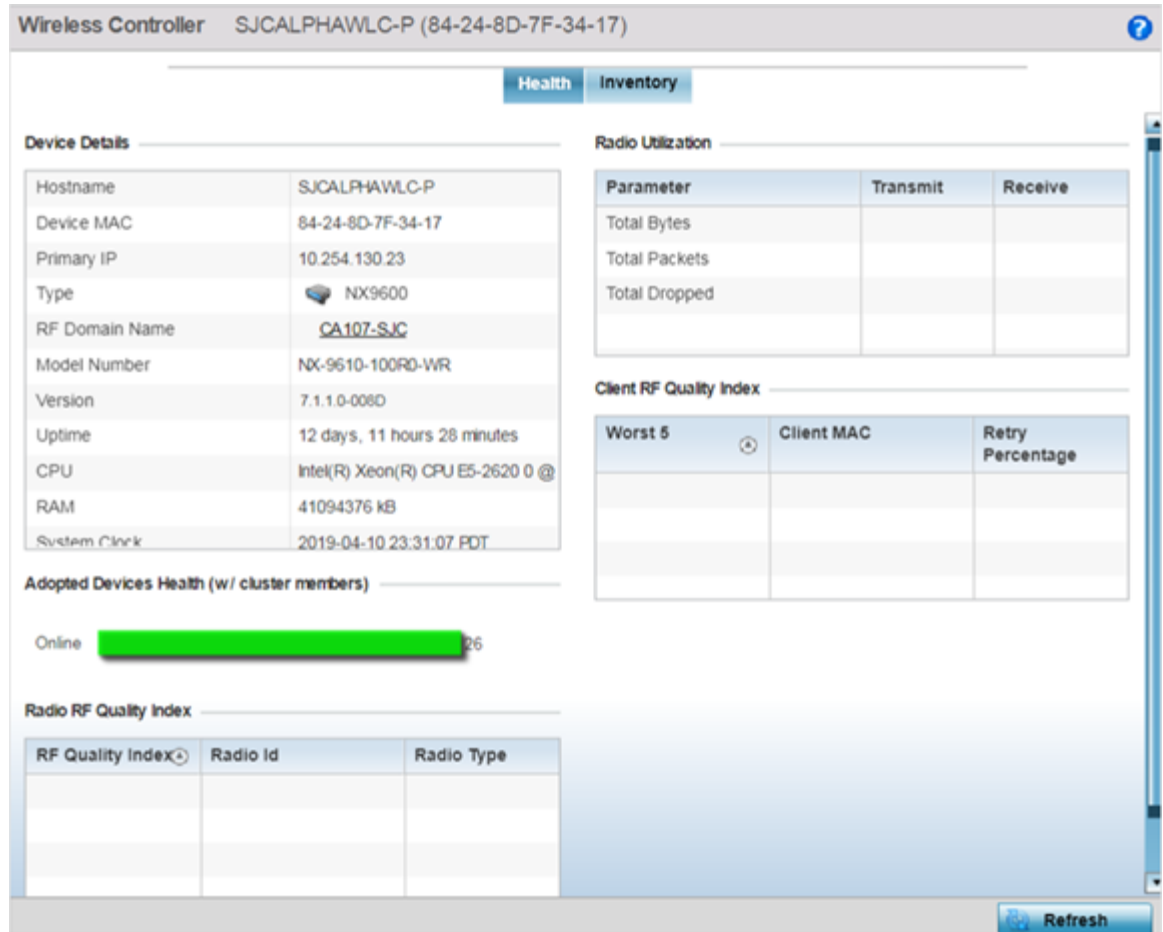 Wireless Controller SJCALPHAWLC-P (84-24-8D-7F-34-17)
Health Inventory
Device Details
Hostname SJCALPHAWLC-P
Device MAC 84-24-8D-7F-34-17
Primary IP 10.254.130.23
Type NX9600
RF Domain Name CA107-SJC
Model Number NX-9610-100R0-WR
Version 7.1.1.0-008D
Uptime 12 days, 11 hours 28 minutes
CPU Intel(R) Xeon(R) CPU E5-2620 0 @
RAM 41094376 kB
System Clock 2019-04-10 23:31:07 PDT
Adopted Devices Health (w/ cluster members)
Online 26
Radio RF Quality Index
RF Quality Index Radio Id Radio Type
Radio Utilization
Parameter Transmit Receive
Total Bytes
Total Packets
Total Dropped
Client RF Quality Index
Worst 5 Client MAC Retry
Percentage
Refresh